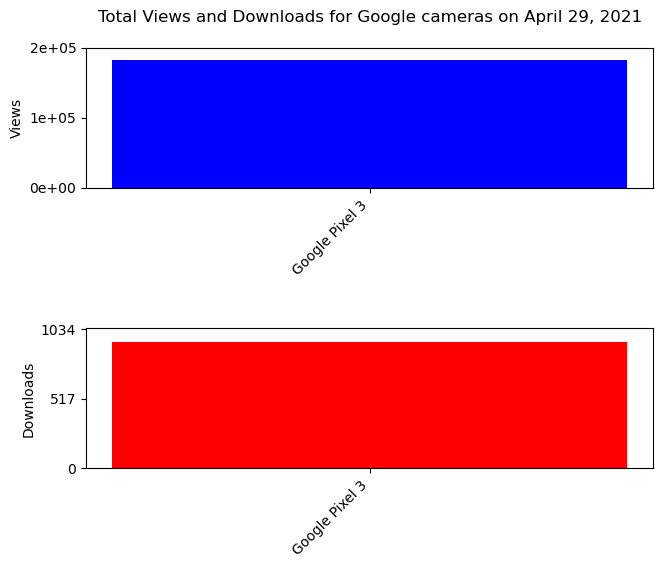 Total Views and Downloads for Google cameras on April 29, 2021
2e+05
1e+05
0e+00
Views
Google Pixel 3
1034
517
0
Downloads
Google Pixel 3